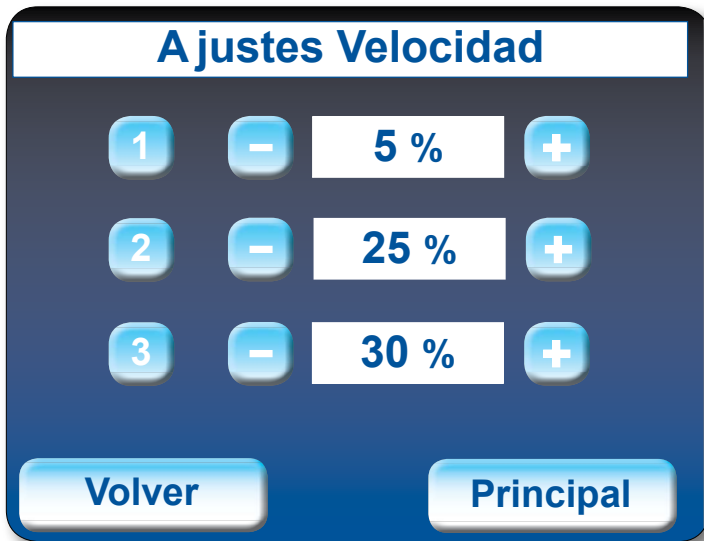 Ajustes Velocidad
1 - 5 % +
2 - 25 % +
3 - 30 % +
Volver Principal